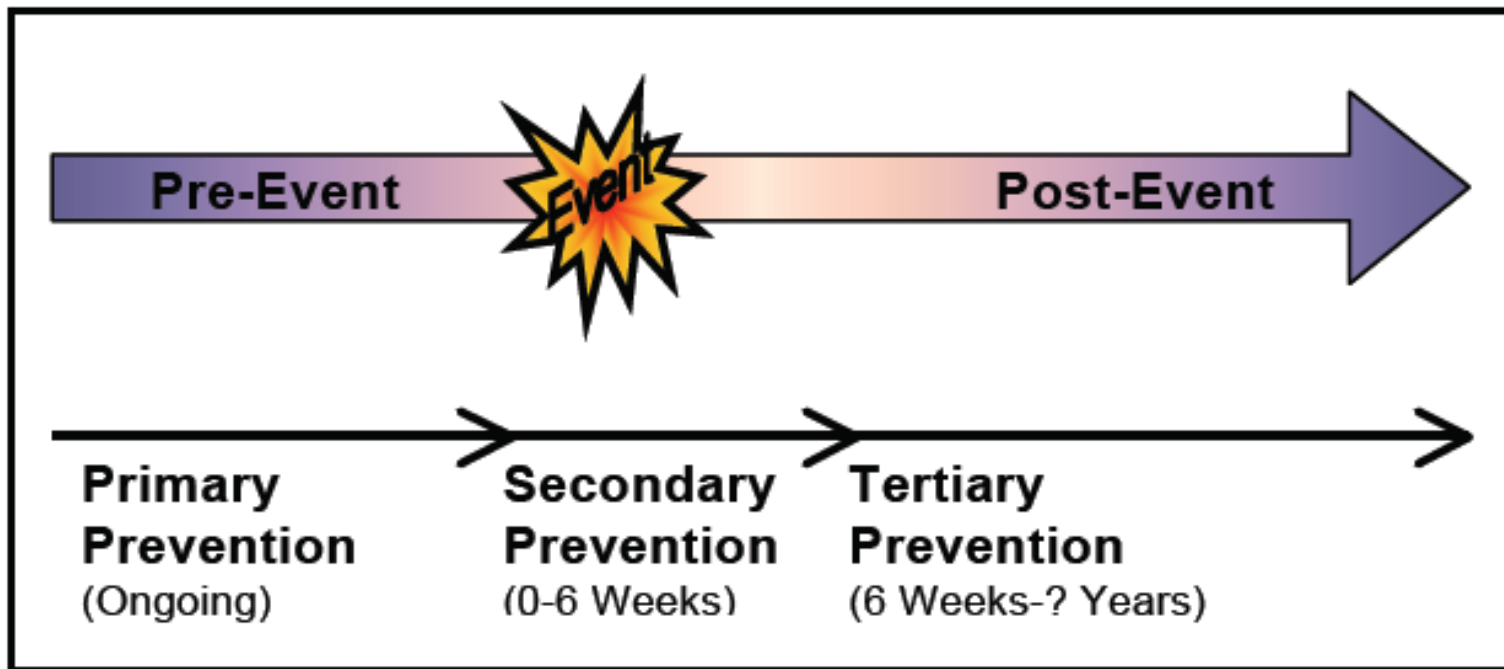 Pre-Event
Event
Post-Event
Primary
Prevention
(Ongoing)
Secondary
Prevention
(0-6 Weeks)
Tertiary
Prevention
(6 Weeks-? Years)